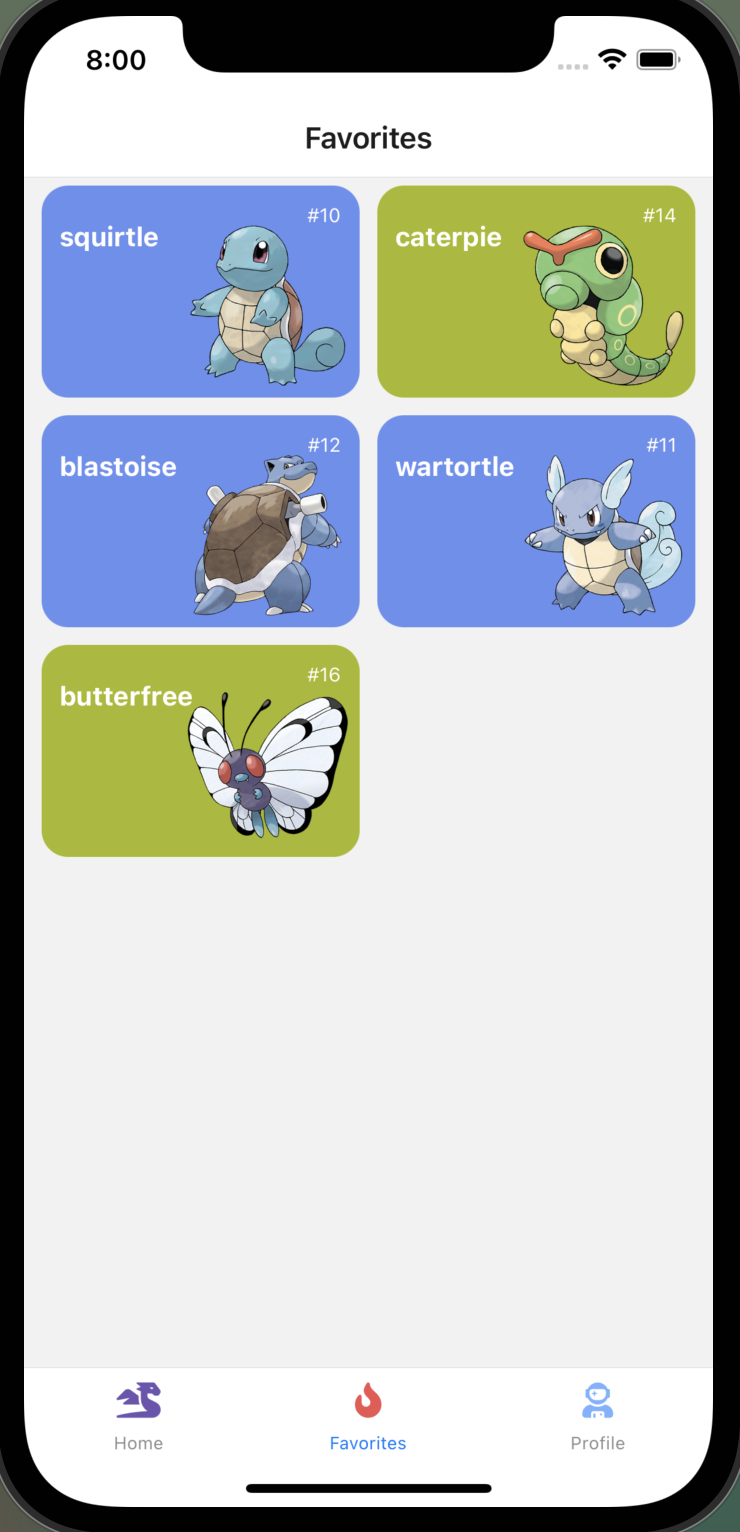 8:00
Favorites
#10
squirtle
#14
caterpie
#12
blastoise
#11
wartortle
#16
butterfree
Home
Favorites
Profile